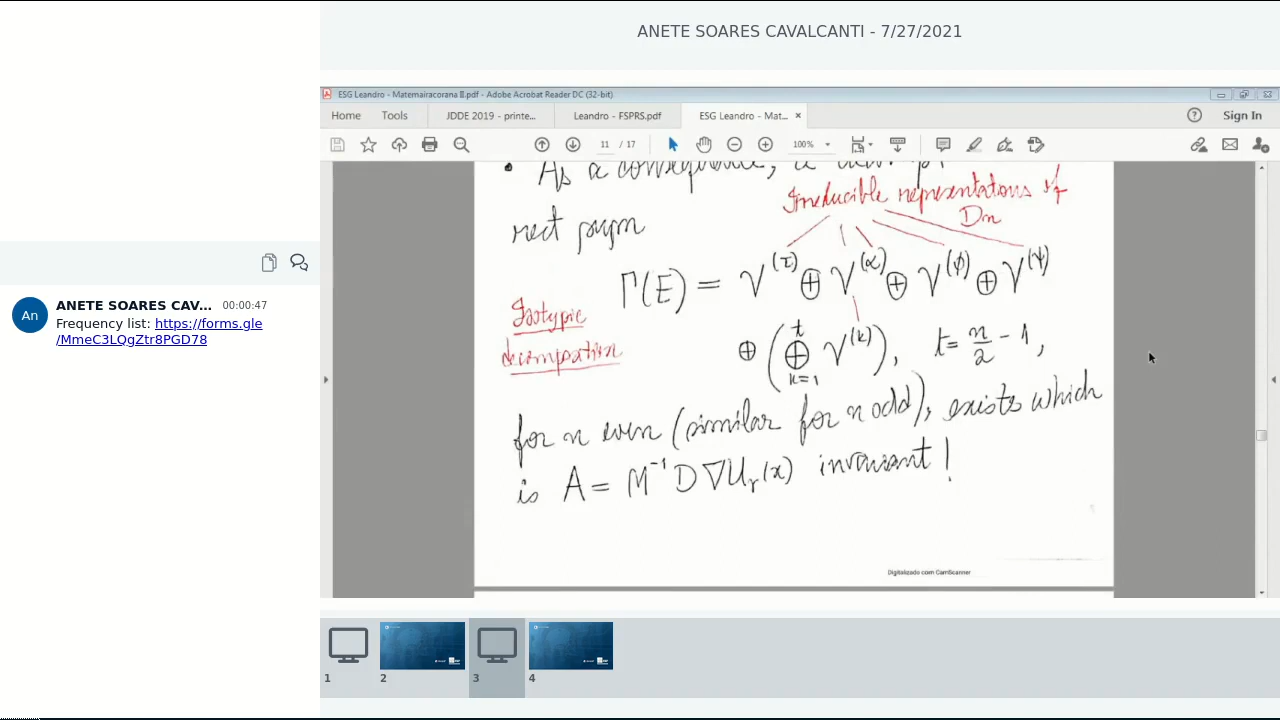 ANETE SOARES CAVALCANTI - 7/27/2021
An
ANETE SOARES CAV... 00:00:47
Frequency list: https://forms.gle
/MmeC3LQgZtr8PGD78
ESG Leandro - Matemairacorana II.pdf - Adobe Acrobat Reader DC (32-bit)
Home Tools JDDE 2019 - printe... Leandro - FSPRS.pdf ESG Leandro - Mat... × Sign In
11 / 17 100%
• As a consequence, a
Irreducible representations of
Dn
rect sum
Γ(E) = V^(τ) ⊕ V^(α) ⊕ V^(ϕ) ⊕ V^(ψ)
Isotypic
decomposition
⊕ (⊕_{k=1}^{t} V^(k)), t = n/2 - 1,
for n even (similar for n odd), exists which
is A = M^{-1} D∇U_r(x) invariant!
Digitalizado com CamScanner
1 2 3 4